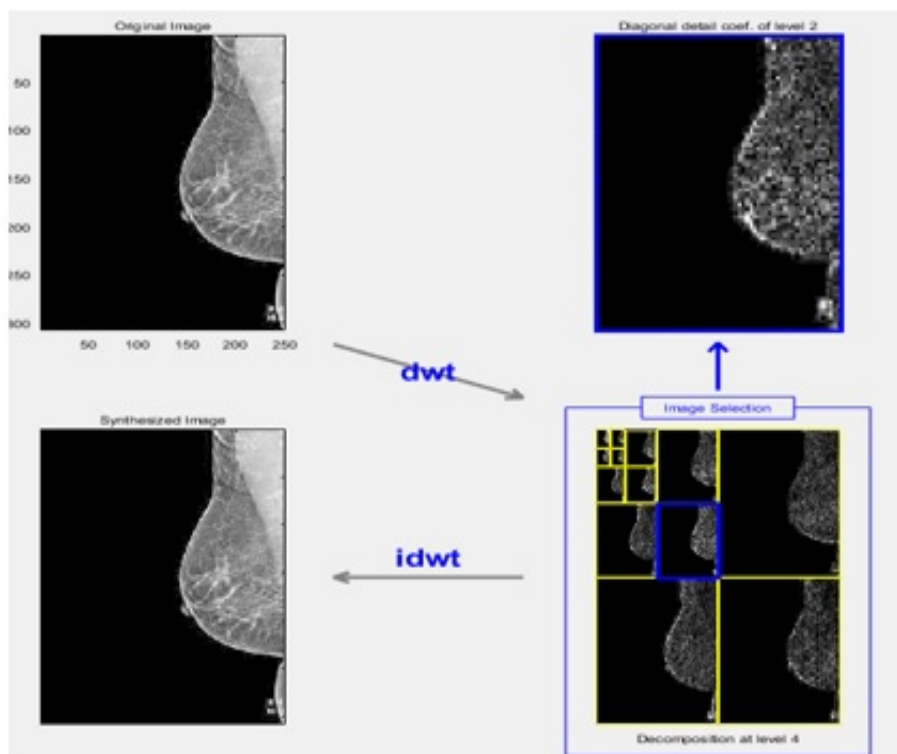 Original Image
Diagonal detail coef. of level 2
50
100
150
200
250
300
50 100 150 200 250
dwt
Image Selection
Synthesized Image
idwt
Decomposition at level 4